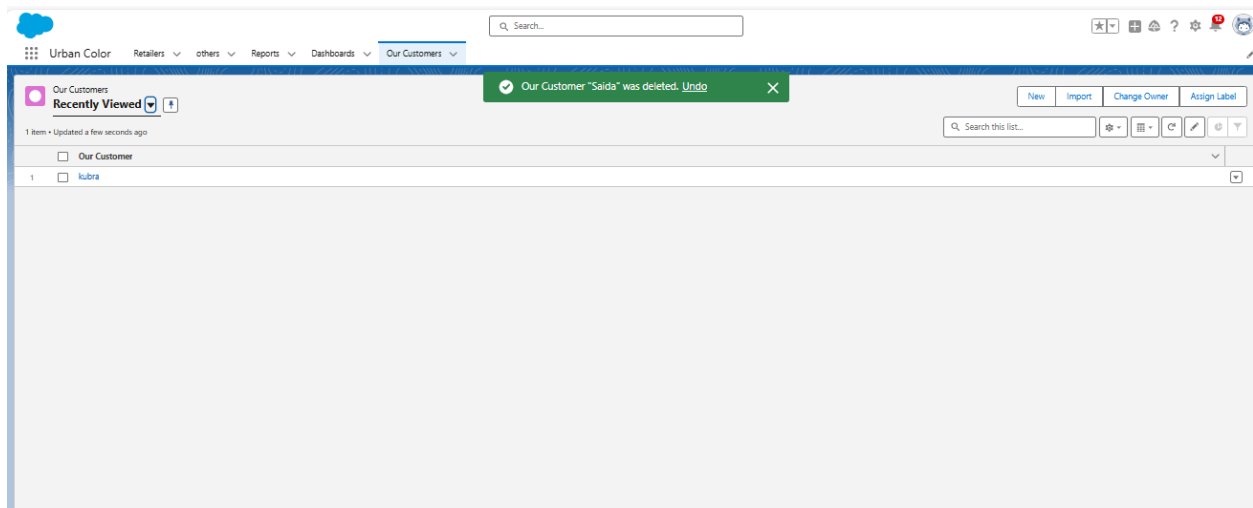 Search...
12
Urban Color Retailers others Reports Dashboards Our Customers
Our Customers
Recently Viewed
Our Customer "Saida" was deleted. Undo
New Import Change Owner Assign Label
1 item • Updated a few seconds ago
Search this list...
Our Customer
1 kubra